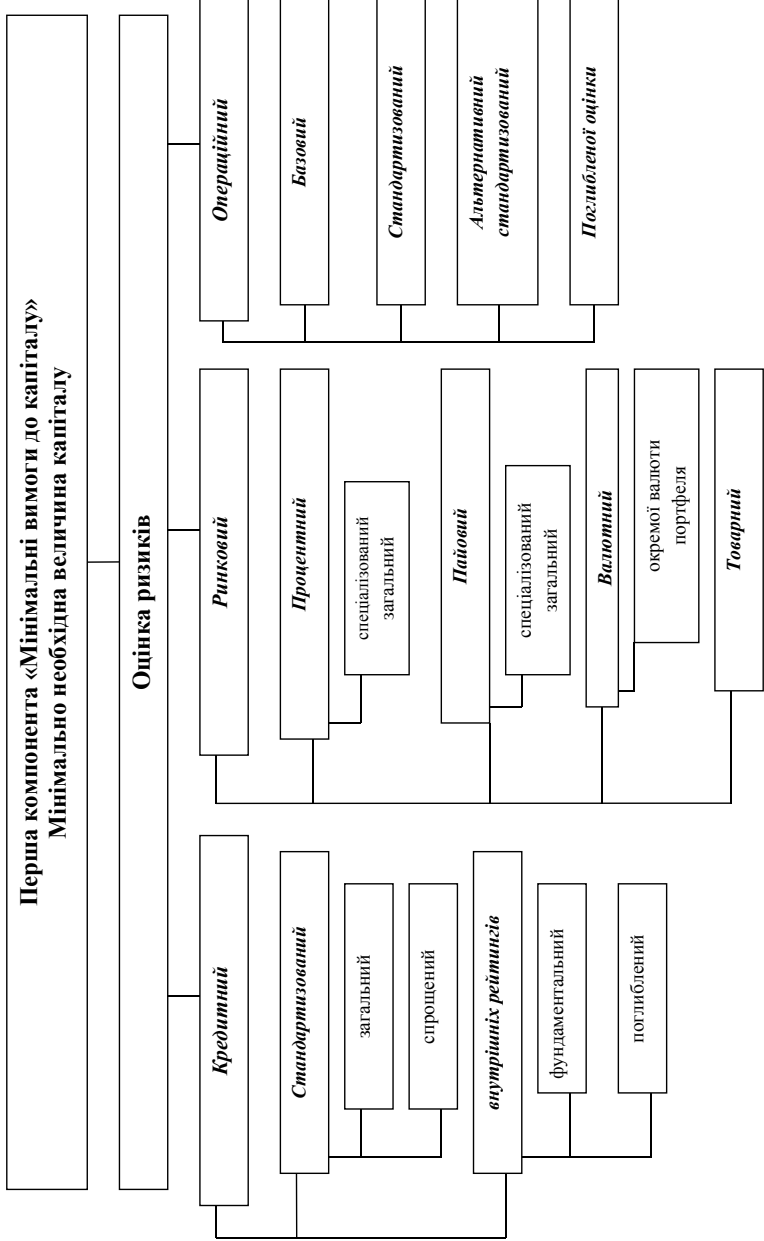 Перша компонента «Мінімальні вимоги до капіталу»
Мінімально необхідна величина капіталу
Оцінка ризиків
Кредитний
Стандартизований
загальний
спрощений
внутрішніх рейтингів
фундаментальний
поглиблений
Ринковий
Процентний
спеціалізований
загальний
Пайовий
спеціалізований
загальний
Валютний
окремої валюти
портфеля
Товарний
Операційний
Базовий
Стандартизований
Альтернативний
стандартизований
Поглибленої оцінки